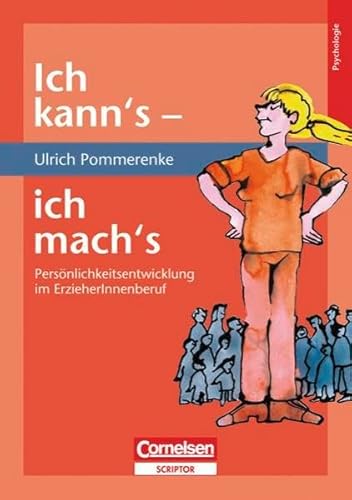 Psychologie
Ich
kann's –
Ulrich Pommerenke
ich
mach's
Persönlichkeitsentwicklung
im ErzieherInnenberuf
Cornelsen
SCRIPTOR